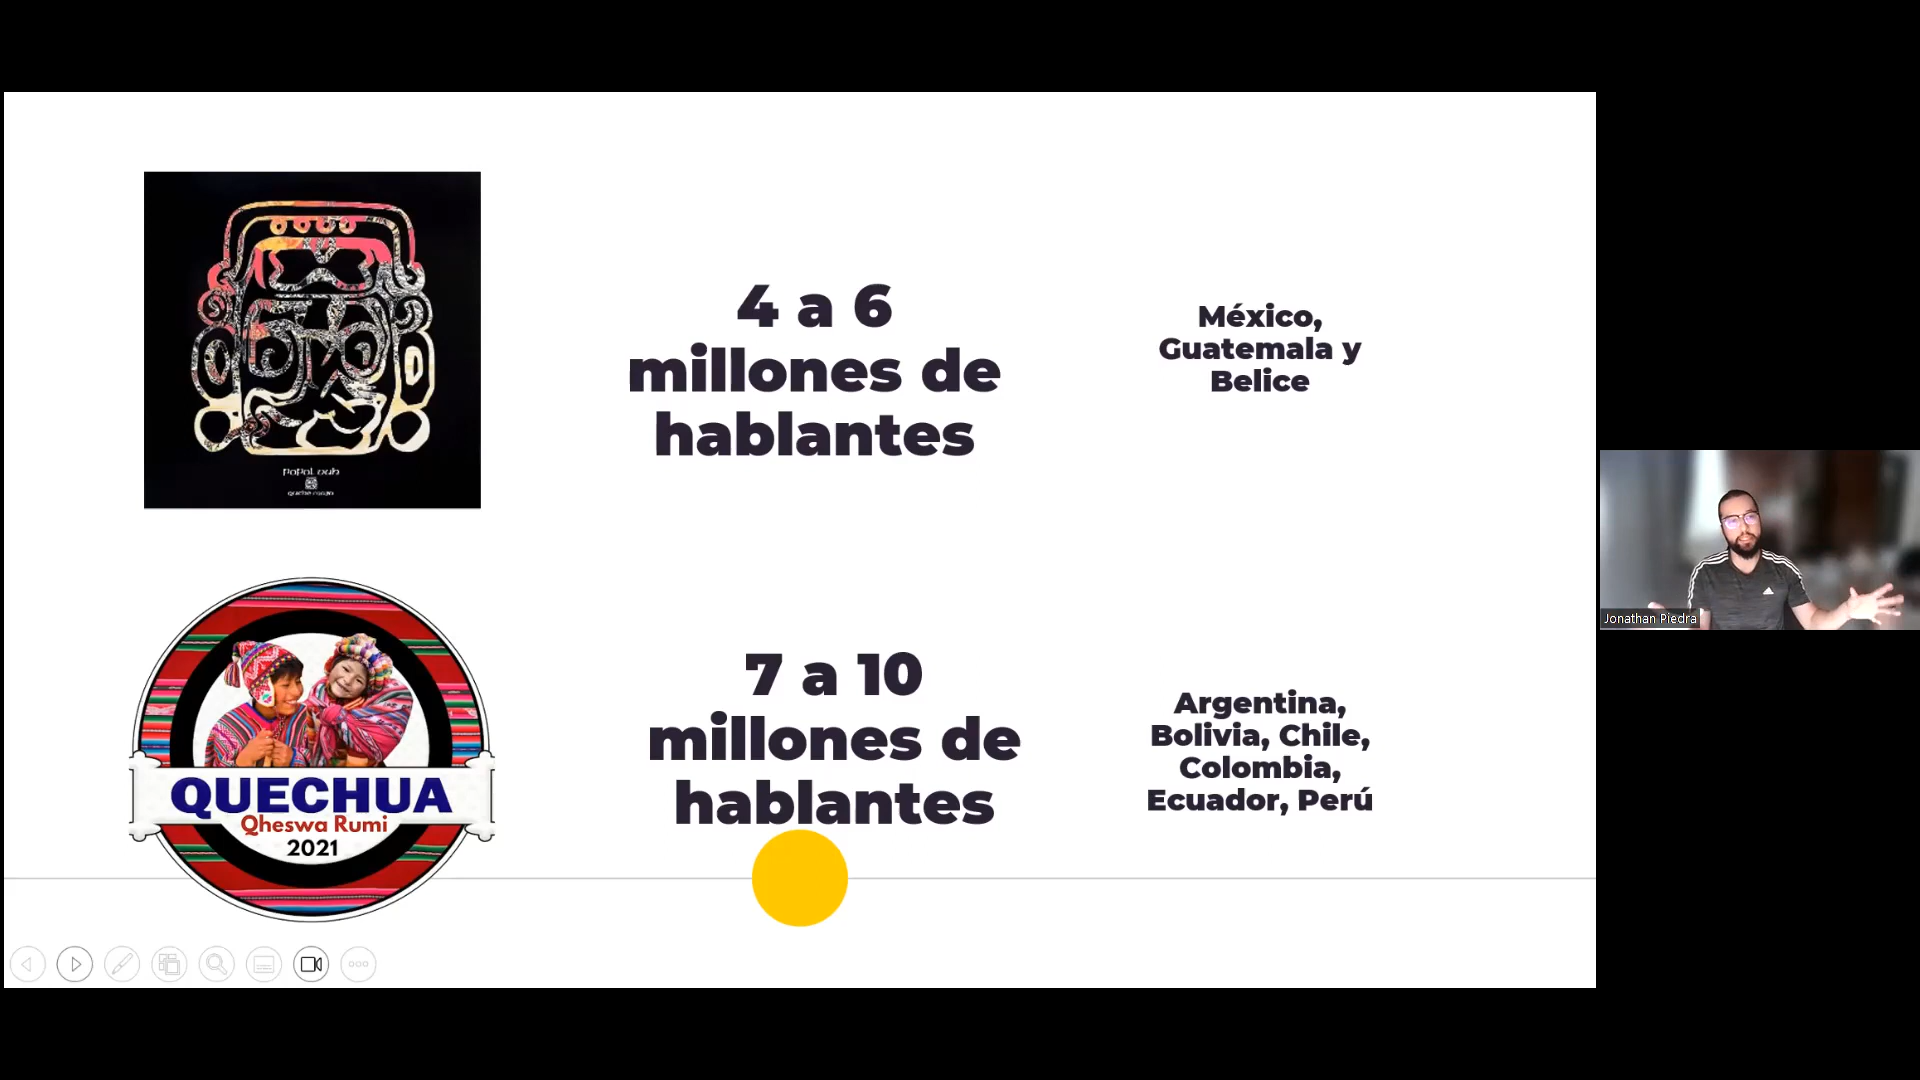 4 a 6
millones de
hablantes
México,
Guatemala y
Belice
QUECHUA
Qheswa Rumi
2021
7 a 10
millones de
hablantes
Argentina,
Bolivia, Chile,
Colombia,
Ecuador, Perú
Jonathan Piedra